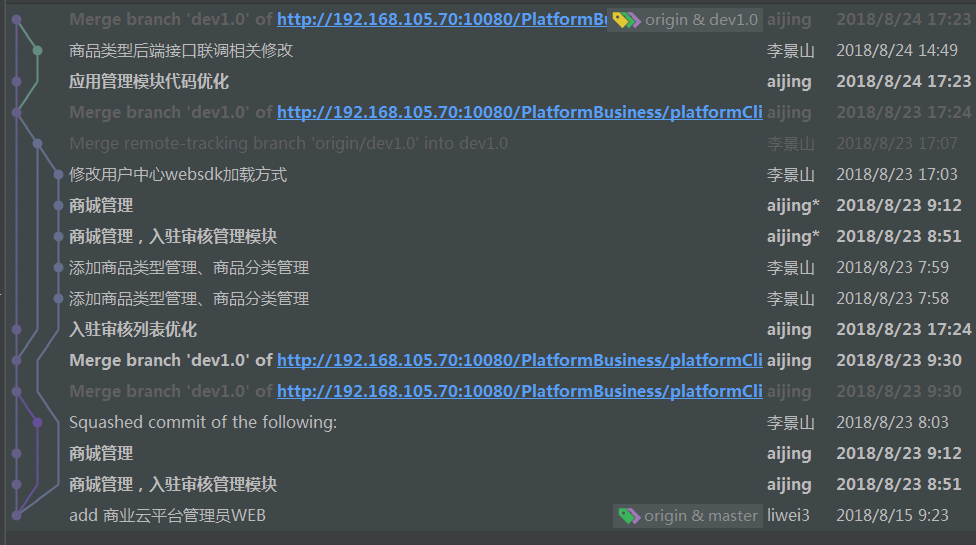 Merge branch 'dev1.0' of http://192.168.105.70:10080/PlatformBu origin & dev1.0 aijing 2018/8/24 17:23
商品类型后端接口联调相关修改 李景山 2018/8/24 14:49
应用管理模块代码优化 aijing 2018/8/24 17:23
Merge branch 'dev1.0' of http://192.168.105.70:10080/PlatformBusiness/platformCli aijing 2018/8/23 17:24
Merge remote-tracking branch 'origin/dev1.0' into dev1.0 李景山 2018/8/23 17:07
修改用户中心websdk加载方式 李景山 2018/8/23 17:03
商城管理 aijing* 2018/8/23 9:12
商城管理，入驻审核管理模块 aijing* 2018/8/23 8:51
添加商品类型管理、商品分类管理 李景山 2018/8/23 7:59
添加商品类型管理、商品分类管理 李景山 2018/8/23 7:58
入驻审核列表优化 aijing 2018/8/23 17:24
Merge branch 'dev1.0' of http://192.168.105.70:10080/PlatformBusiness/platformCli aijing 2018/8/23 9:30
Merge branch 'dev1.0' of http://192.168.105.70:10080/PlatformBusiness/platformCli aijing 2018/8/23 9:30
Squashed commit of the following: 李景山 2018/8/23 8:03
商城管理 aijing 2018/8/23 9:12
商城管理，入驻审核管理模块 aijing 2018/8/23 8:51
add 商业云平台管理员WEB origin & master liwei3 2018/8/15 9:23